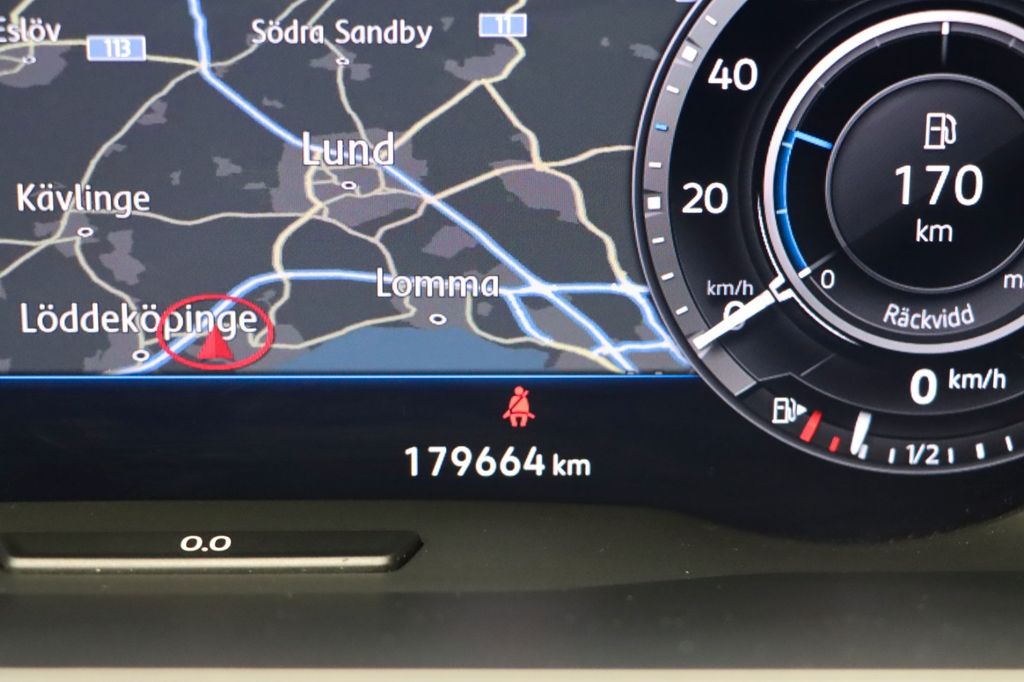 Eslöv
113
Södra Sandby
11
Lund
Kävlinge
Lomma
Löddeköpinge
179664 km
0.0
40
20
km/h
0
170
km
0
Räckvidd
0 km/h
1/2